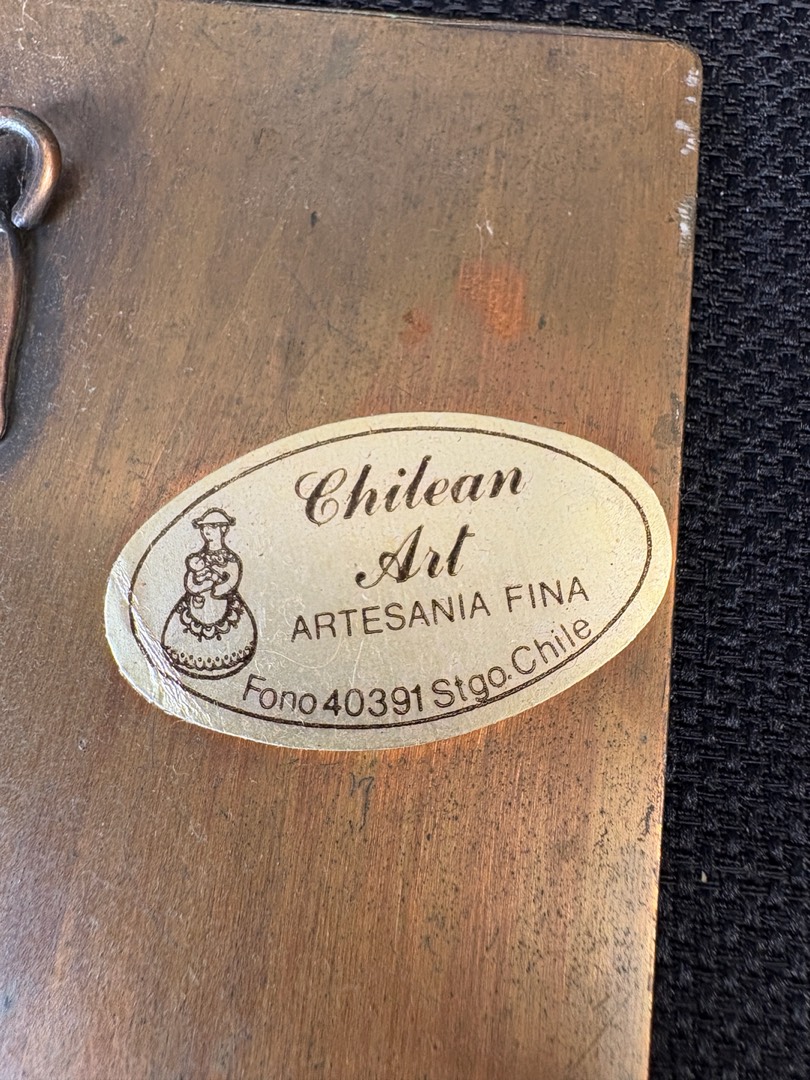 Chilean
Art
ARTESANIA FINA
Fono 40391 Stgo. Chile